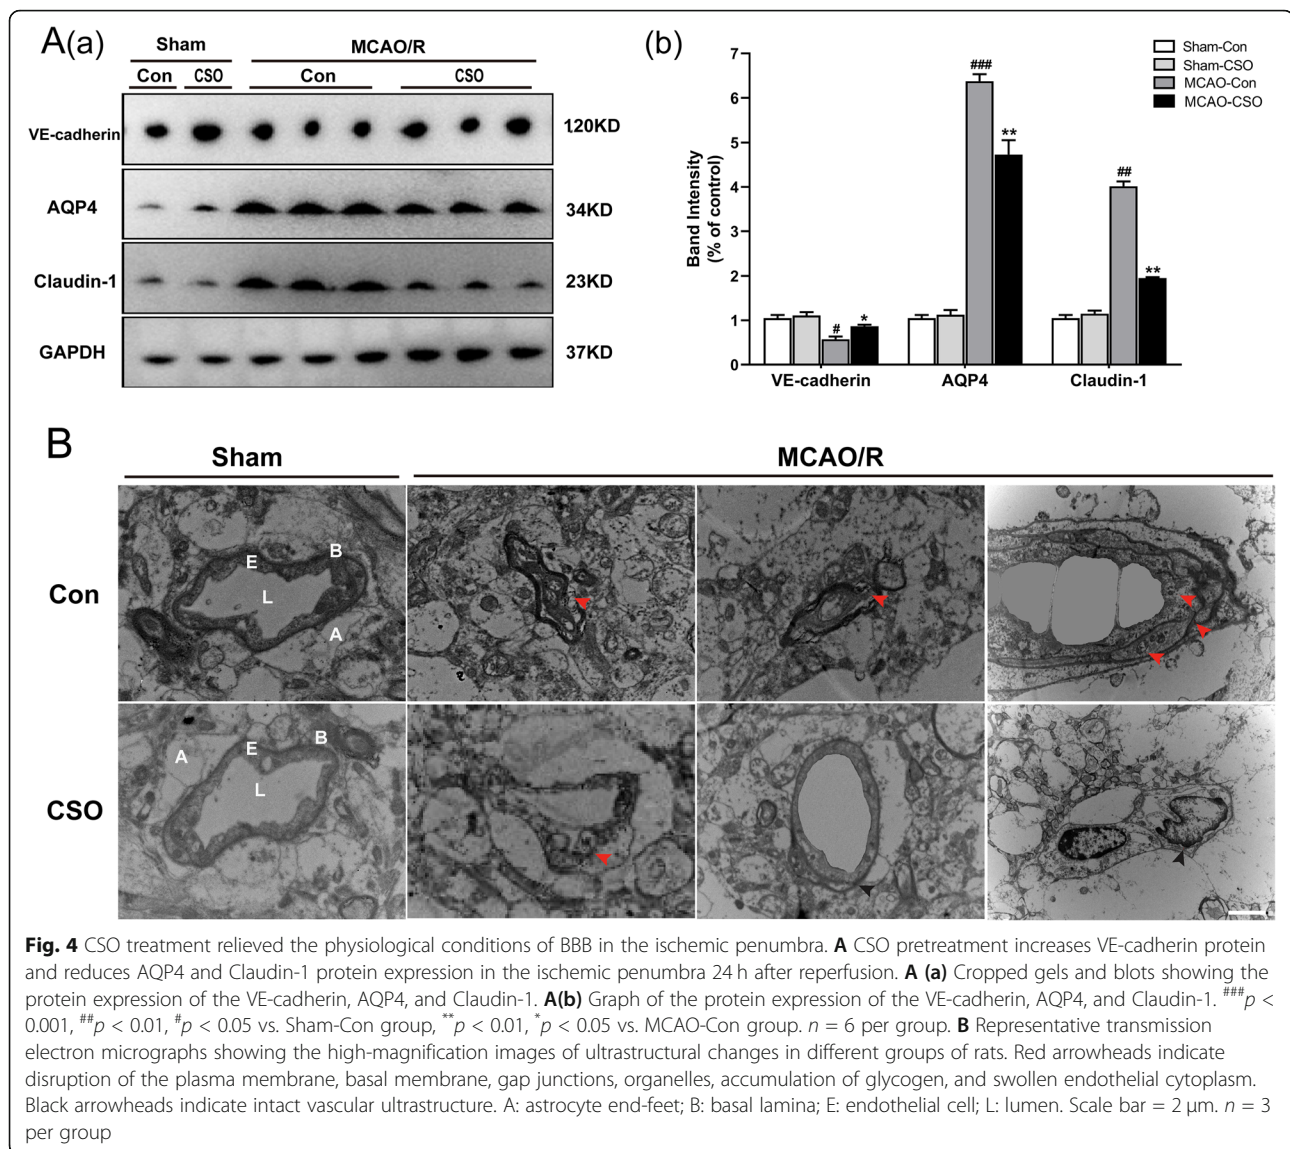 A(a)
Sham
MCAO/R
Con
CSO
Con
CSO
VE-cadherin
120KD
AQP4
34KD
Claudin-1
23KD
GAPDH
37KD
(b)
Band Intensity
(% of control)
7
6
5
4
3
2
1
0
#
*
###
**
##
**
VE-cadherin
AQP4
Claudin-1
Sham-Con
Sham-CSO
MCAO-Con
MCAO-CSO
B
Sham
MCAO/R
Con
E
B
L
A
CSO
A
E
B
L
Fig. 4 CSO treatment relieved the physiological conditions of BBB in the ischemic penumbra. A CSO pretreatment increases VE-cadherin protein
and reduces AQP4 and Claudin-1 protein expression in the ischemic penumbra 24 h after reperfusion. A (a) Cropped gels and blots showing the
protein expression of the VE-cadherin, AQP4, and Claudin-1. A(b) Graph of the protein expression of the VE-cadherin, AQP4, and Claudin-1. ###p <
0.001, ##p < 0.01, #p < 0.05 vs. Sham-Con group, **p < 0.01, *p < 0.05 vs. MCAO-Con group. n = 6 per group. B Representative transmission
electron micrographs showing the high-magnification images of ultrastructural changes in different groups of rats. Red arrowheads indicate
disruption of the plasma membrane, basal membrane, gap junctions, organelles, accumulation of glycogen, and swollen endothelial cytoplasm.
Black arrowheads indicate intact vascular ultrastructure. A: astrocyte end-feet; B: basal lamina; E: endothelial cell; L: lumen. Scale bar = 2 μm. n = 3
per group